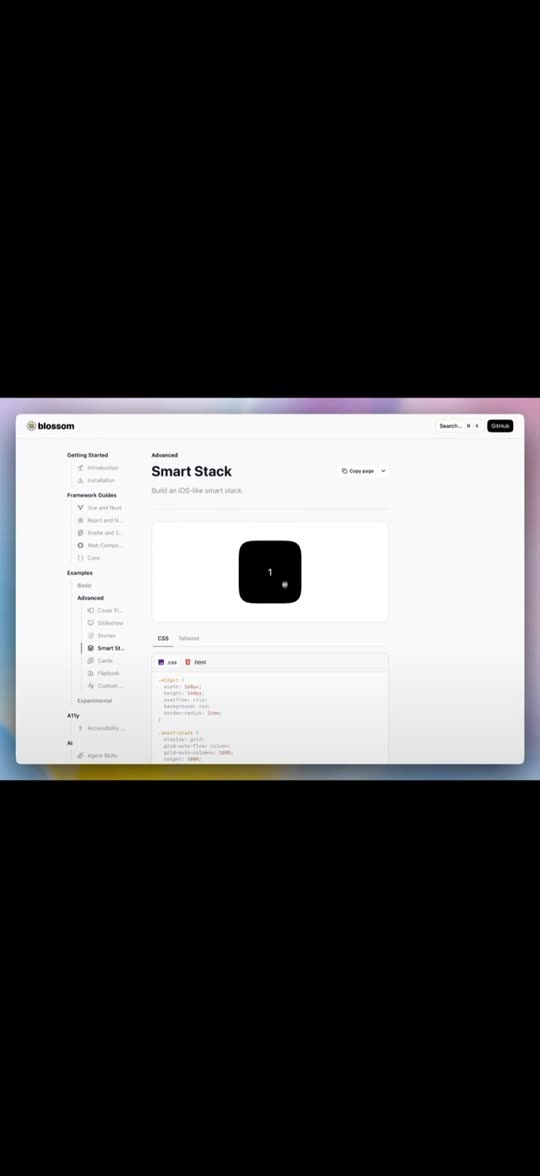 blossom
Search... ⌘ K
GitHub
Getting Started
Introduction
Installation
Framework Guides
Vue and Nuxt
React and N...
Svelte and S...
Web Compo...
Core
Examples
Basic
Advanced
Cover Fl...
Slideshow
Stories
Smart St...
Cards
Flipbook
Custom ...
Experimental
A11y
Accessibility ...
Ai
Agent Skills
Advanced
Smart Stack
Copy page
Build an iOS-like smart stack.
1
CSS Tailwind
.css .html
.widget {
width: 160px;
height: 160px;
overflow: clip;
background: red;
border-radius: 2rem;
}
.smart-stack {
display: grid;
grid-auto-flow: column;
grid-auto-columns: 100%;
height: 100%;